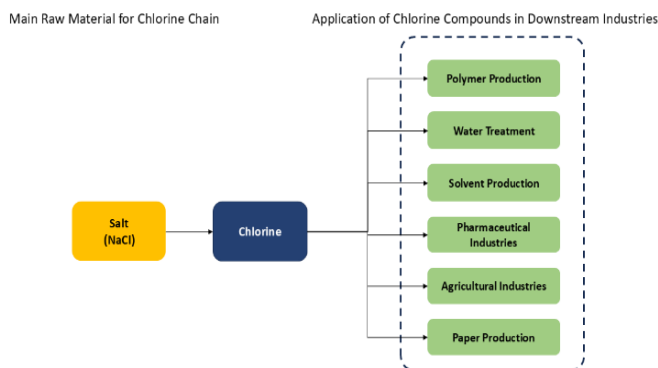 Main Raw Material for Chlorine Chain
Application of Chlorine Compounds in Downstream Industries
Salt
(NaCl)
Chlorine
Polymer Production
Water Treatment
Solvent Production
Pharmaceutical
Industries
Agricultural Industries
Paper Production